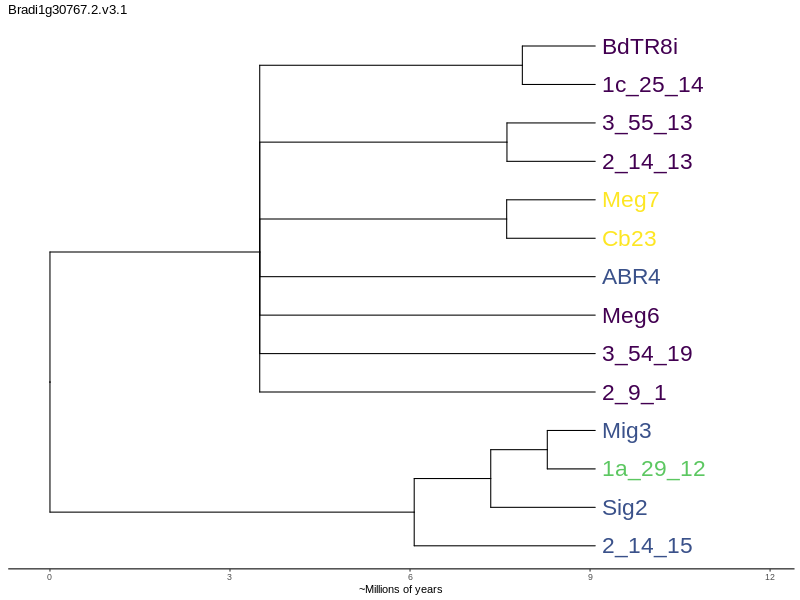 Bradi1g30767.2.v3.1
BdTR8i
1c_25_14
3_55_13
2_14_13
Meg7
Cb23
ABR4
Meg6
3_54_19
2_9_1
Mig3
1a_29_12
Sig2
2_14_15
0 3 6 9 12
~Millions of years